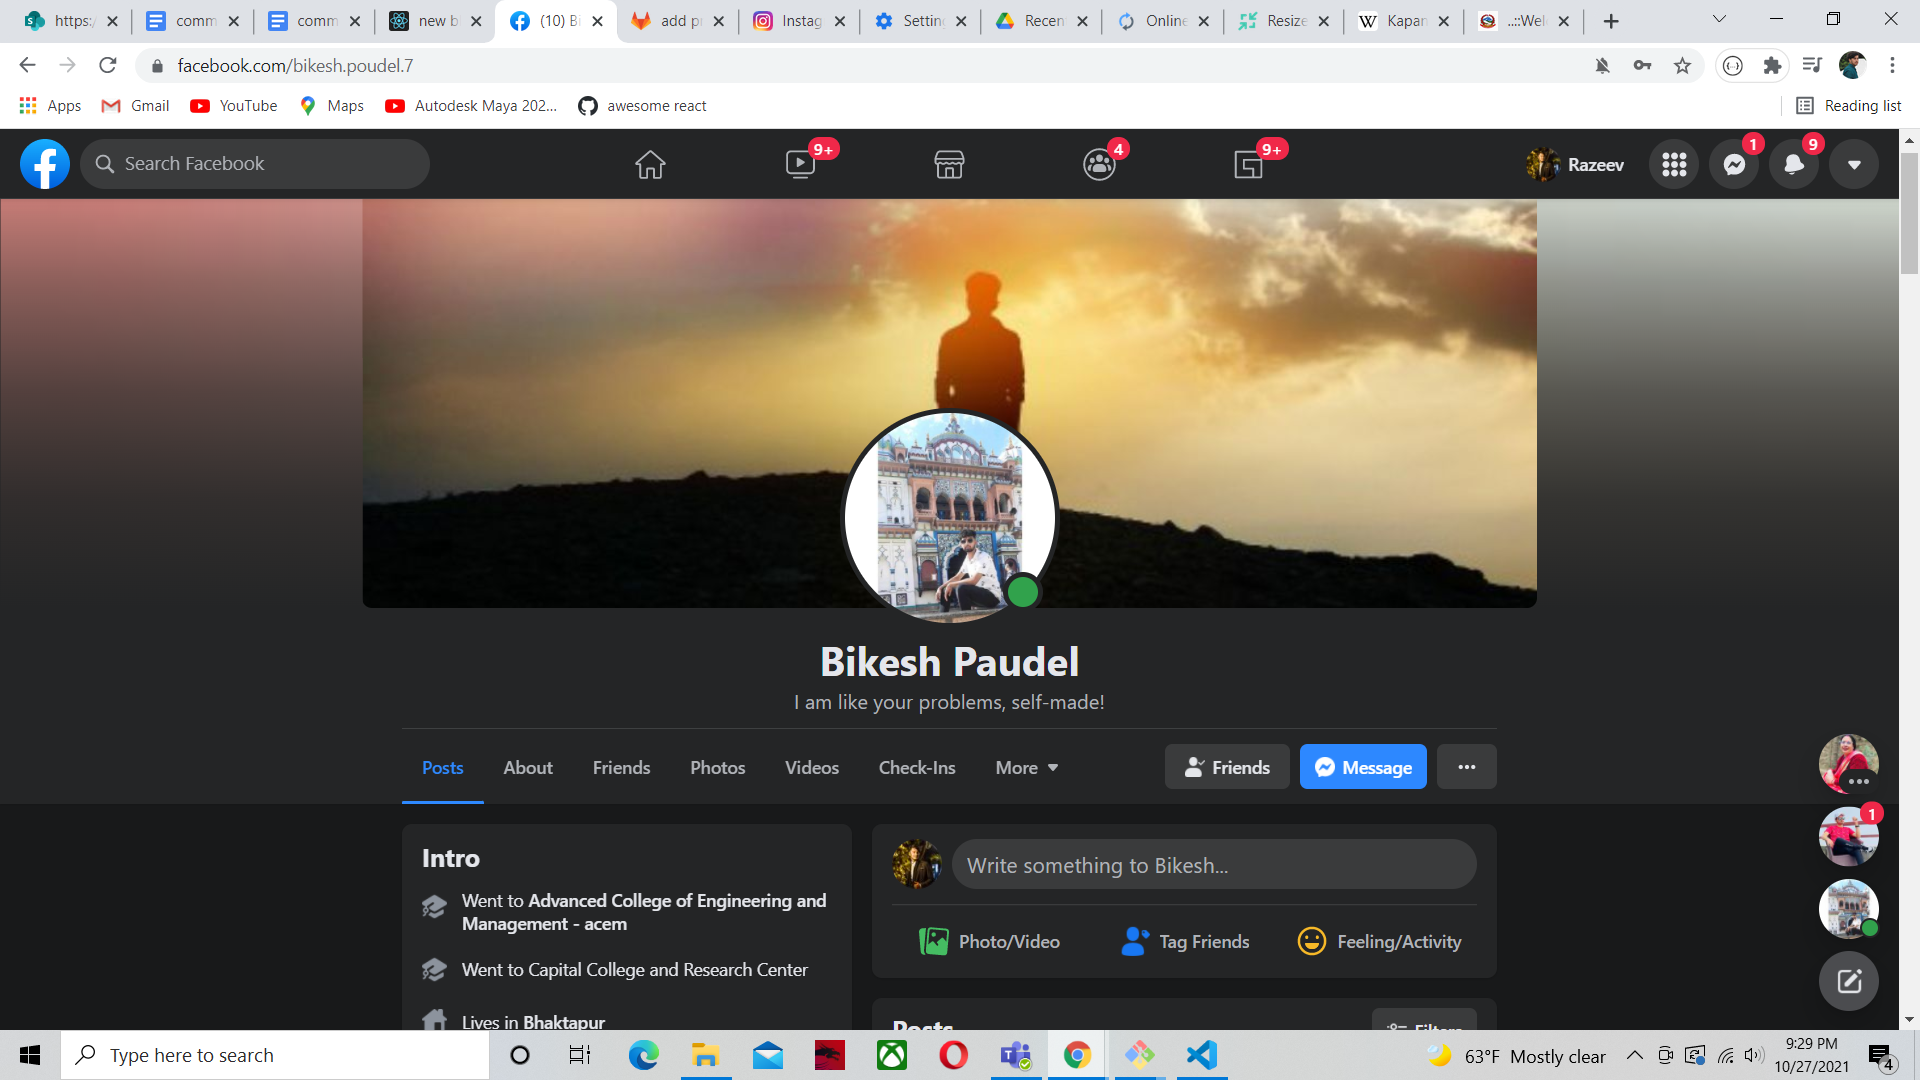 https:/
comm
comm
new b
(10) Bi
add p
Instag
Settin
Recen
Online
Resize
Kapan
..::Wel
facebook.com/bikesh.poudel.7
Apps
Gmail
YouTube
Maps
Autodesk Maya 202...
awesome react
Reading list
Search Facebook
9+
4
9+
Razeev
1
9
Bikesh Paudel
I am like your problems, self-made!
Posts
About
Friends
Photos
Videos
Check-Ins
More
Friends
Message
1
Intro
Went to Advanced College of Engineering and
Management - acem
Went to Capital College and Research Center
Lives in Bhaktapur
Write something to Bikesh...
Photo/Video
Tag Friends
Feeling/Activity
Posts
Filters
Type here to search
63°F Mostly clear
9:29 PM
10/27/2021
4